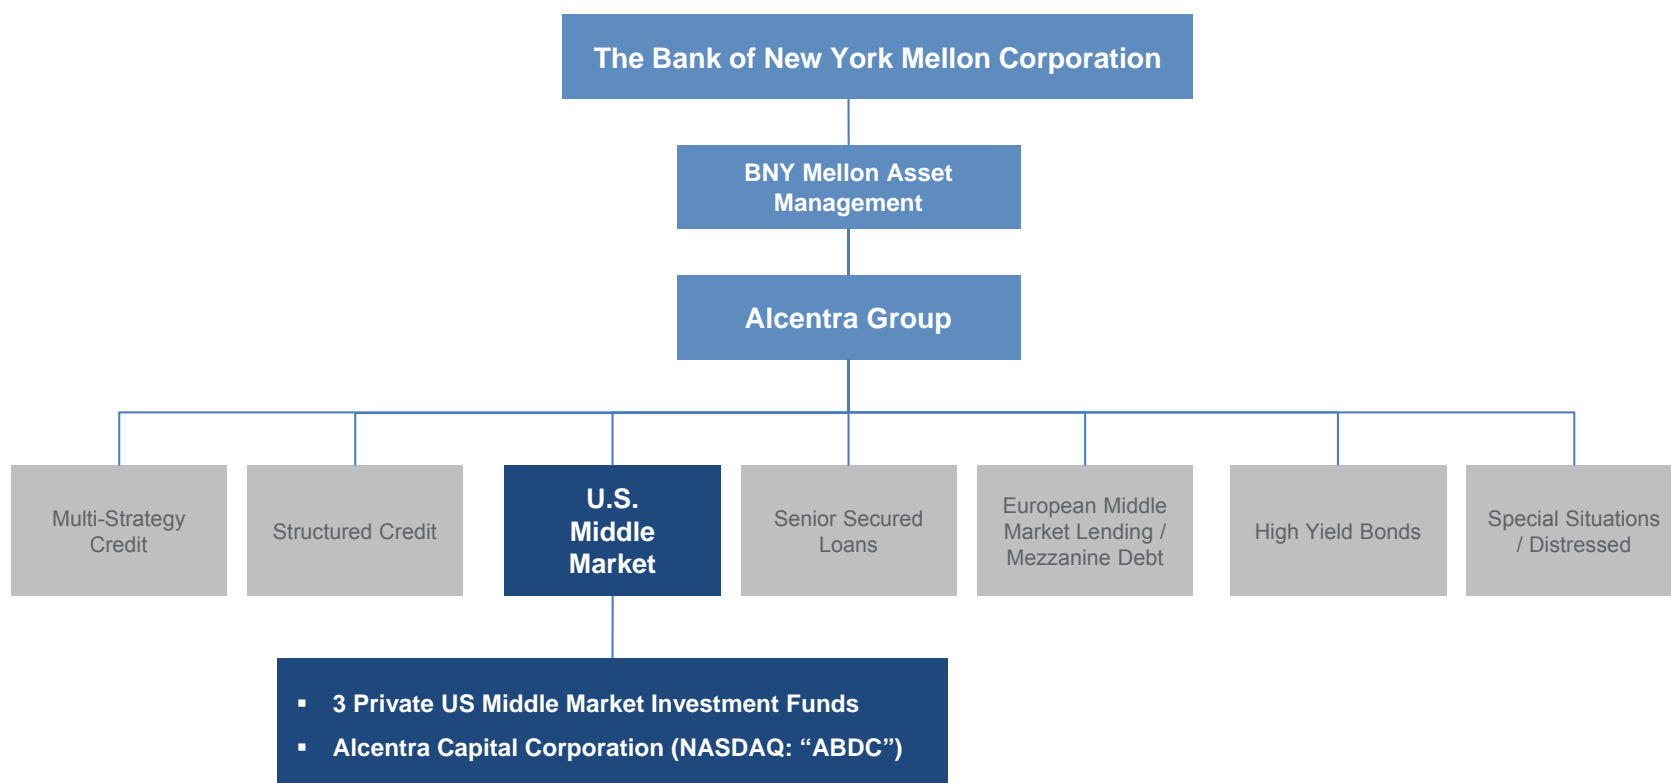 The Bank of New York Mellon Corporation
BNY Mellon Asset
Management
Alcentra Group
Multi-Strategy
Credit
Structured Credit
U.S.
Middle
Market
Senior Secured
Loans
European Middle
Market Lending /
Mezzanine Debt
High Yield Bonds
Special Situations
/ Distressed
▪ 3 Private US Middle Market Investment Funds
▪ Alcentra Capital Corporation (NASDAQ: “ABDC”)